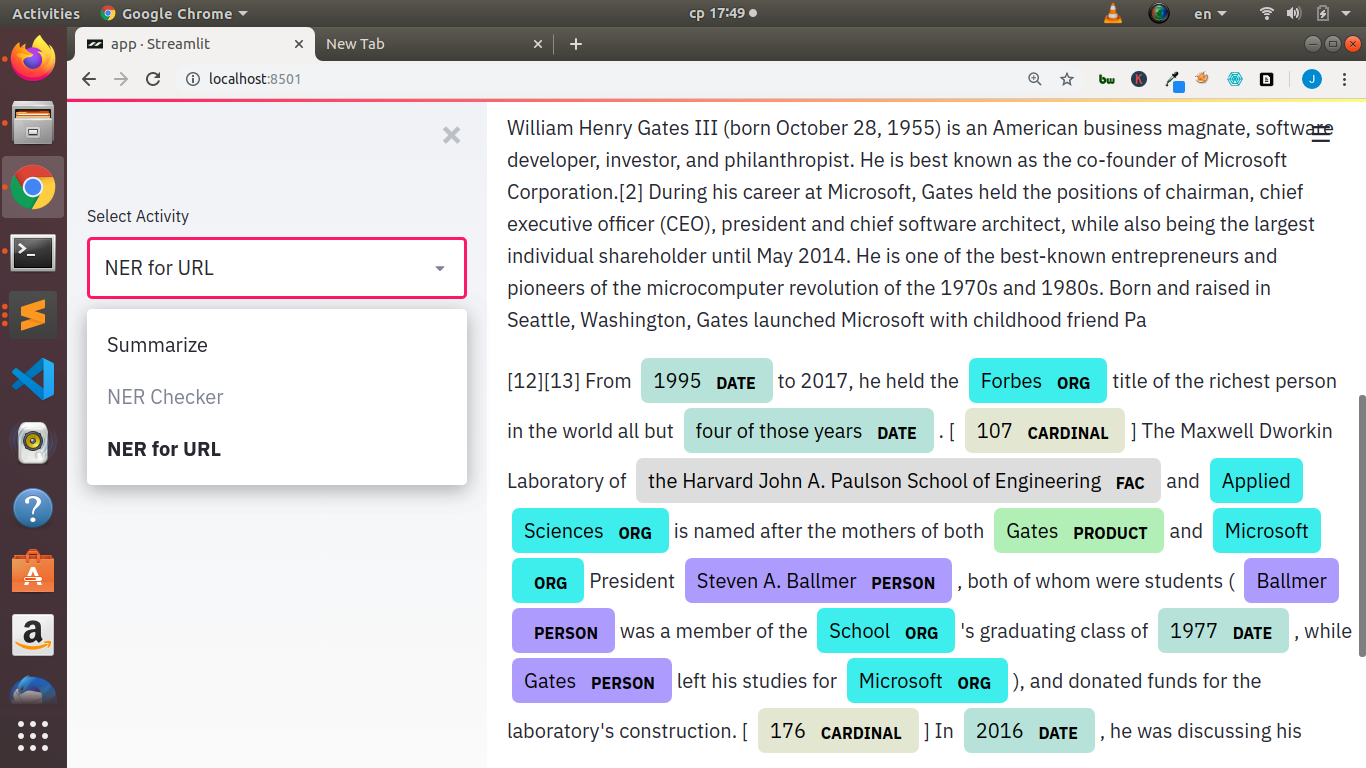 Activities
Google Chrome
ср 17:49
en
app · Streamlit
New Tab
localhost:8501
bw
K
J
Select Activity
NER for URL
Summarize
NER Checker
NER for URL
William Henry Gates III (born October 28, 1955) is an American business magnate, software
developer, investor, and philanthropist. He is best known as the co-founder of Microsoft
Corporation.[2] During his career at Microsoft, Gates held the positions of chairman, chief
executive officer (CEO), president and chief software architect, while also being the largest
individual shareholder until May 2014. He is one of the best-known entrepreneurs and
pioneers of the microcomputer revolution of the 1970s and 1980s. Born and raised in
Seattle, Washington, Gates launched Microsoft with childhood friend Pa
[12][13] From 1995 DATE to 2017, he held the Forbes ORG title of the richest person
in the world all but four of those years DATE . [ 107 CARDINAL ] The Maxwell Dworkin
Laboratory of the Harvard John A. Paulson School of Engineering FAC and Applied
Sciences ORG is named after the mothers of both Gates PRODUCT and Microsoft
ORG President Steven A. Ballmer PERSON , both of whom were students ( Ballmer
PERSON was a member of the School ORG 's graduating class of 1977 DATE , while
Gates PERSON left his studies for Microsoft ORG ), and donated funds for the
laboratory's construction. [ 176 CARDINAL ] In 2016 DATE , he was discussing his